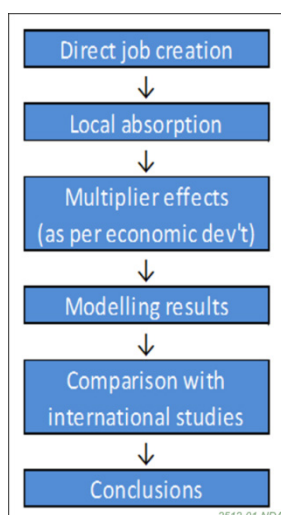 Direct job creation
Local absorption
Multiplier effects
(as per economic dev't)
Modelling results
Comparison with
international studies
Conclusions